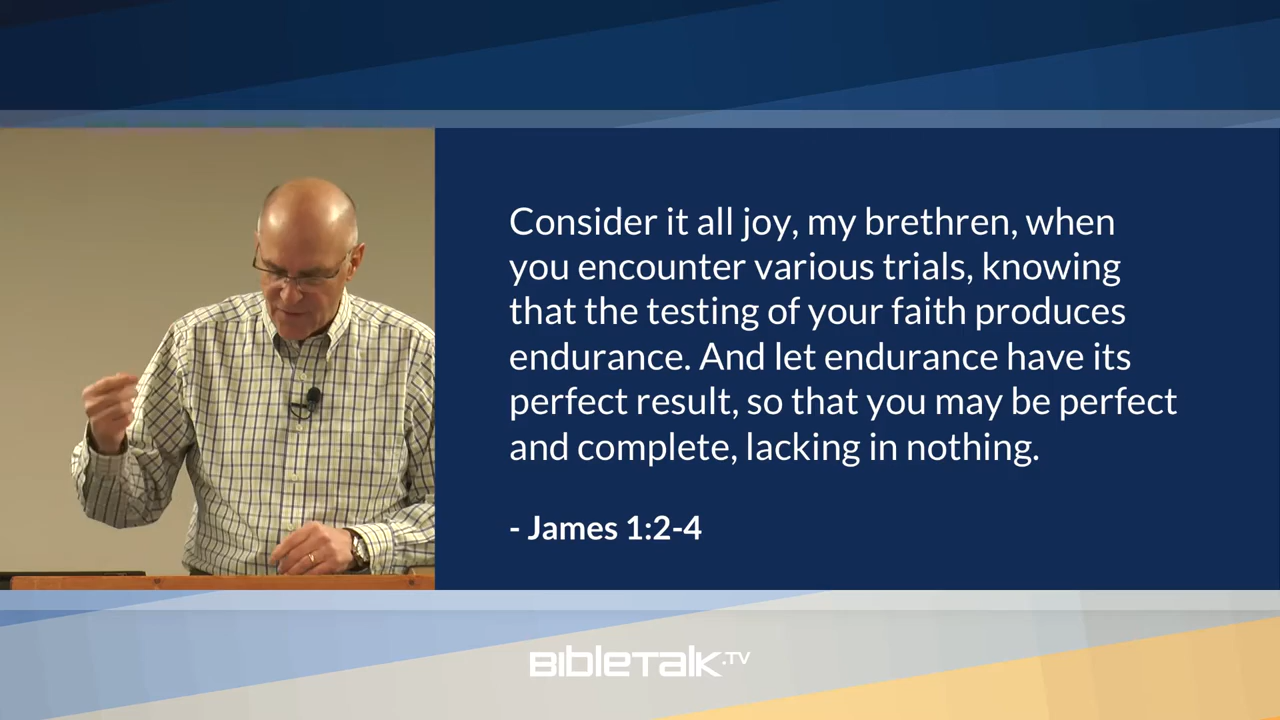 Consider it all joy, my brethren, when
you encounter various trials, knowing
that the testing of your faith produces
endurance. And let endurance have its
perfect result, so that you may be perfect
and complete, lacking in nothing.
- James 1:2-4
BIBLETALK.TV